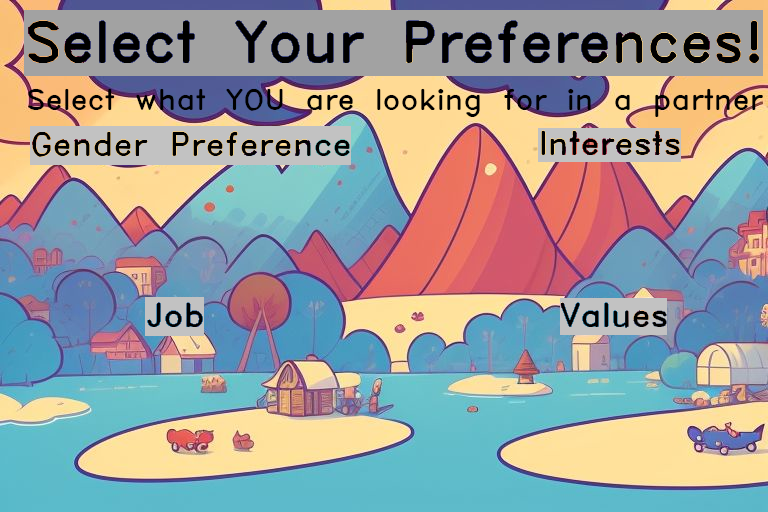 Select Your Preferences!
Select what YOU are looking for in a partner
Gender Preference
Interests
Job
Values